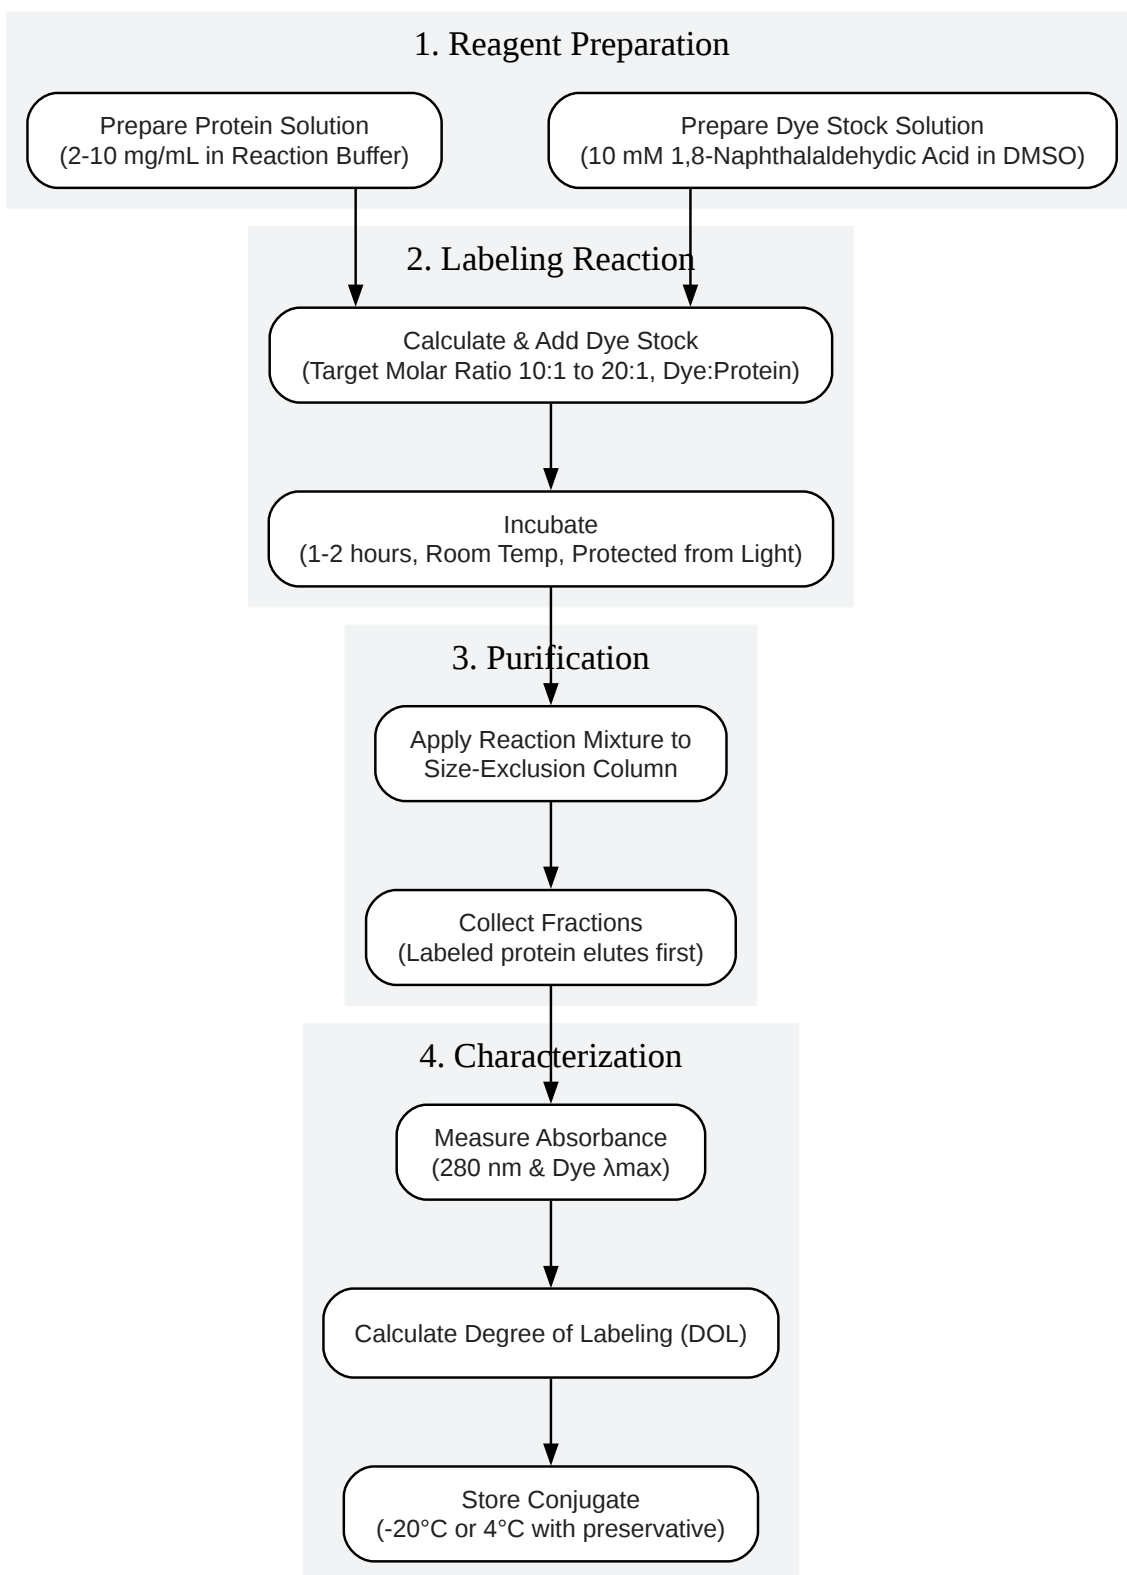 1. Reagent Preparation
Prepare Protein Solution
(2-10 mg/mL in Reaction Buffer)
Prepare Dye Stock Solution
(10 mM 1,8-Naphthalaldehydic Acid in DMSO)
2. Labeling Reaction
Calculate & Add Dye Stock
(Target Molar Ratio 10:1 to 20:1, Dye:Protein)
Incubate
(1-2 hours, Room Temp, Protected from Light)
3. Purification
Apply Reaction Mixture to
Size-Exclusion Column
Collect Fractions
(Labeled protein elutes first)
4. Characterization
Measure Absorbance
(280 nm & Dye λmax)
Calculate Degree of Labeling (DOL)
Store Conjugate
(-20°C or 4°C with preservative)